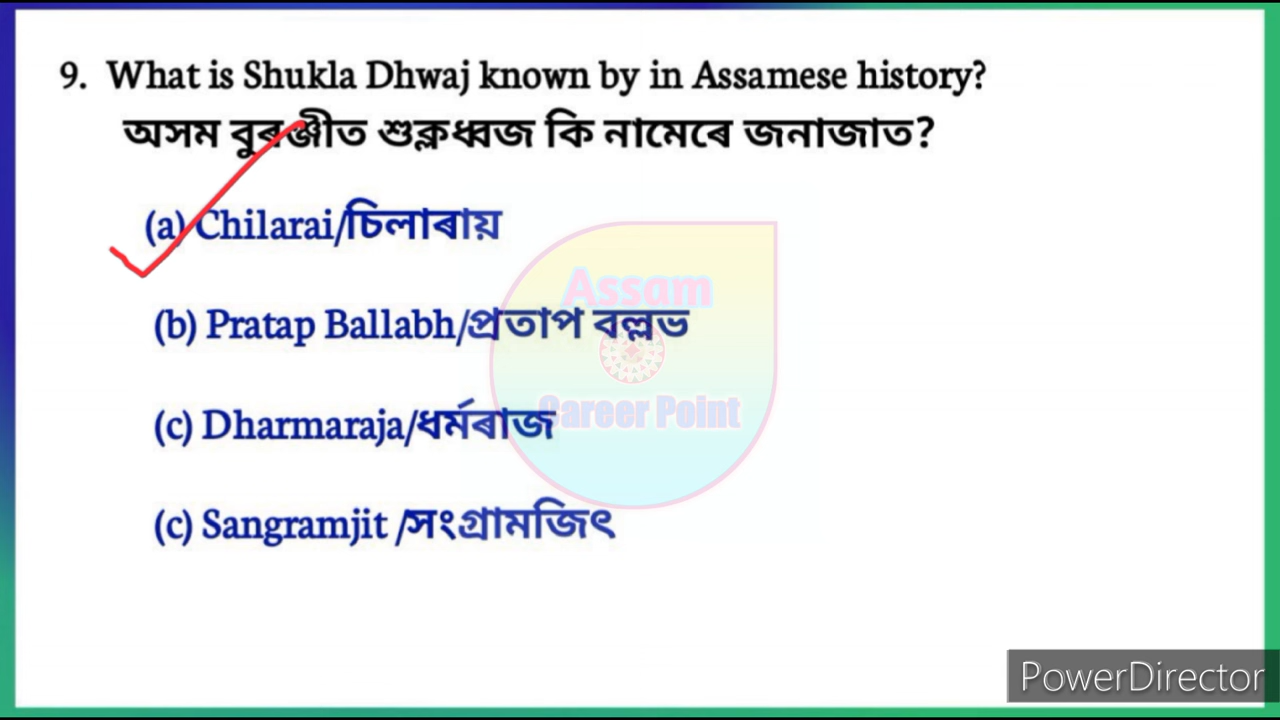 9. What is Shukla Dhwaj known by in Assamese history?
অসম বুৰঞ্জীত শুক্লধ্বজ কি নামেৰে জনাজাত?
(a) Chilarai/চিলাৰায়
(b) Pratap Ballabh/প্ৰতাপ বল্লভ
(c) Dharmaraja/ধৰ্মৰাজ
(c) Sangramjit /সংগ্ৰামজিৎ
Assam
Career Point
PowerDirector